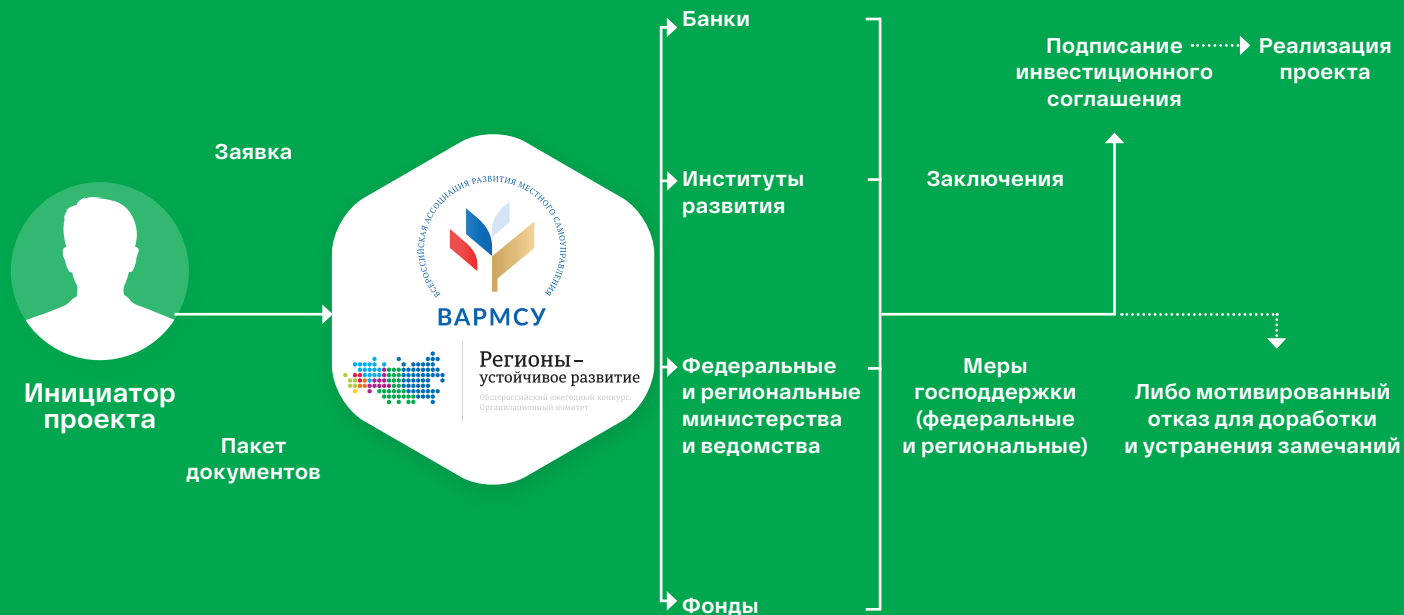 Заявка
Инициатор
проекта
Пакет
документов
ВСЕРОССИЙСКАЯ АССОЦИАЦИЯ РАЗВИТИЯ МЕСТНОГО САМОУПРАВЛЕНИЯ
ВАРМСУ
Регионы–
устойчивое развитие
Общероссийский ежегодный конкурс.
Организационный комитет
Банки
Институты
развития
Федеральные
и региональные
министерства
и ведомства
Фонды
Заключения
Меры
господдержки
(федеральные
и региональные)
Подписание
инвестиционного
соглашения
Реализация
проекта
Либо мотивированный
отказ для доработки
и устранения замечаний